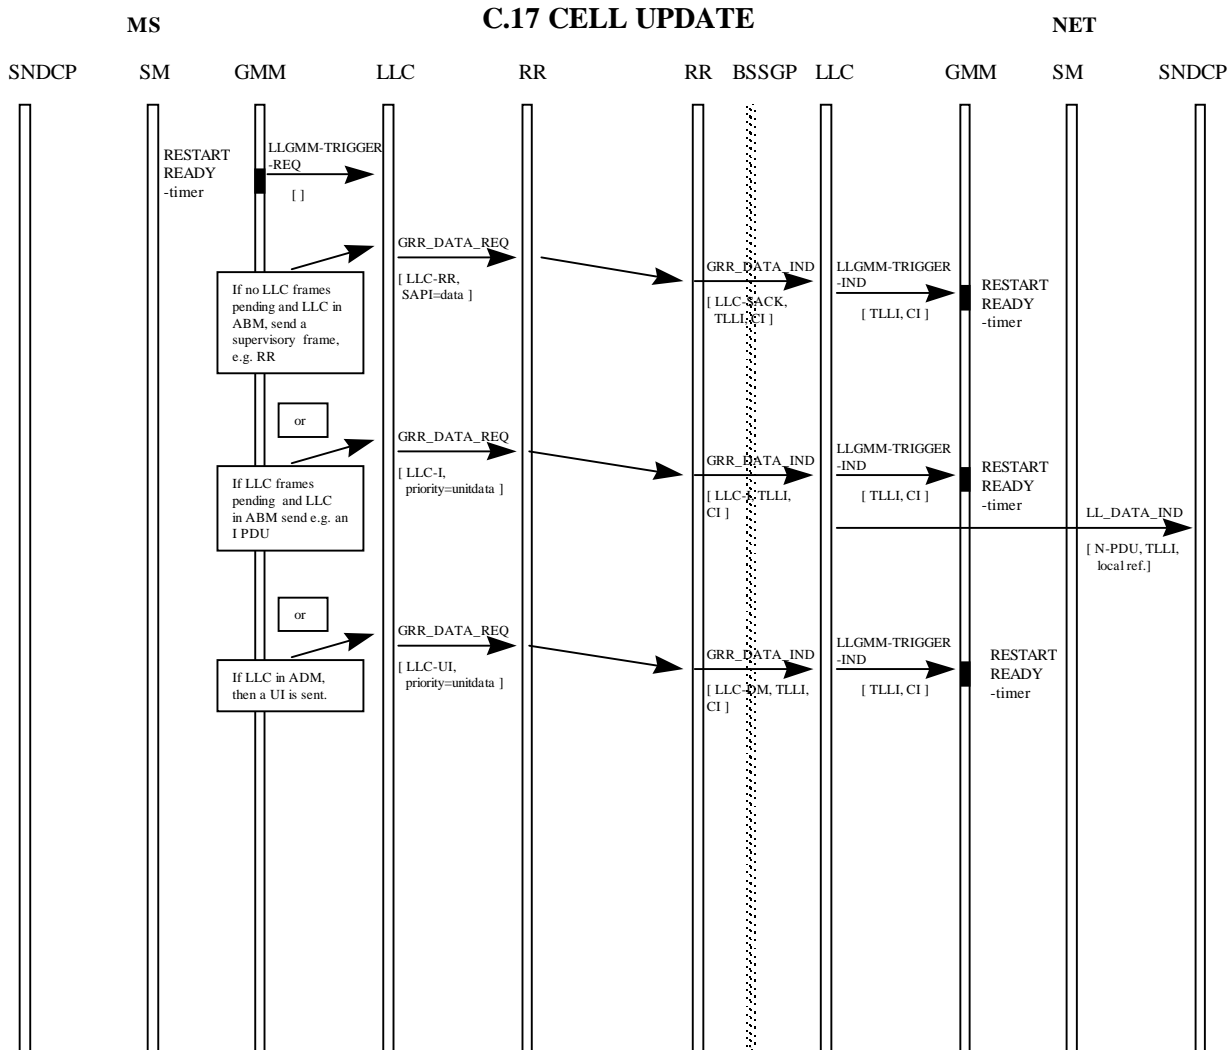 C.17 CELL UPDATE
MS
NET
SNDCP SM GMM LLC RR RR BSSGP LLC GMM SM SNDCP
RESTART
READY
-timer
LLGMM-TRIGGER
-REQ
[ ]
GRR_DATA_REQ
[ LLC-RR,
SAPI=data ]
GRR_DATA_IND
[ LLC-SACK,
TLLI, CI ]
LLGMM-TRIGGER
-IND
[ TLLI, CI ]
RESTART
READY
-timer
If no LLC frames
pending and LLC in
ABM, send a
supervisory frame,
e.g. RR
or
GRR_DATA_REQ
[ LLC-I,
priority=unitdata ]
GRR_DATA_IND
[ LLC-I, TLLI,
CI ]
LLGMM-TRIGGER
-IND
[ TLLI, CI ]
RESTART
READY
-timer
If LLC frames
pending and LLC
in ABM send e.g. an
I PDU
LL_DATA_IND
[ N-PDU, TLLI,
local ref.]
or
GRR_DATA_REQ
[ LLC-UI,
priority=unitdata ]
GRR_DATA_IND
[ LLC-DM, TLLI,
CI ]
LLGMM-TRIGGER
-IND
[ TLLI, CI ]
RESTART
READY
-timer
If LLC in ADM,
then a UI is sent.